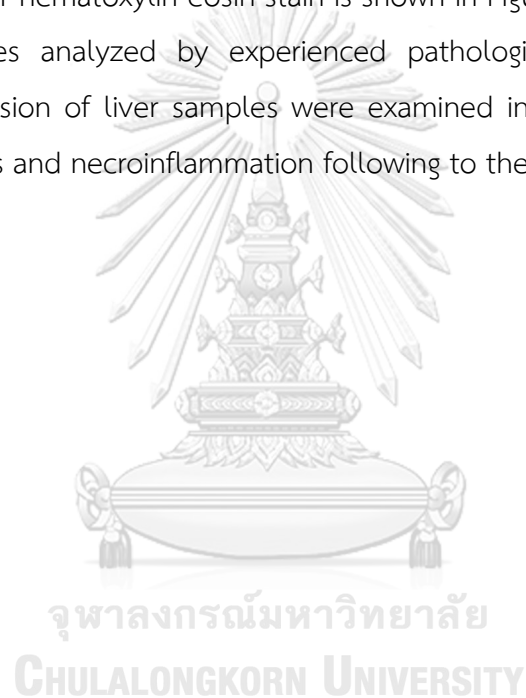 hematoxylin eosin stain is shown in
es analyzed by experienced
sion of liver samples were examined in
s and necroinflammation following to the
จุฬาลงกรณ์มหาวิทยาลัย
CHULALONGKORN UNIVERSITY